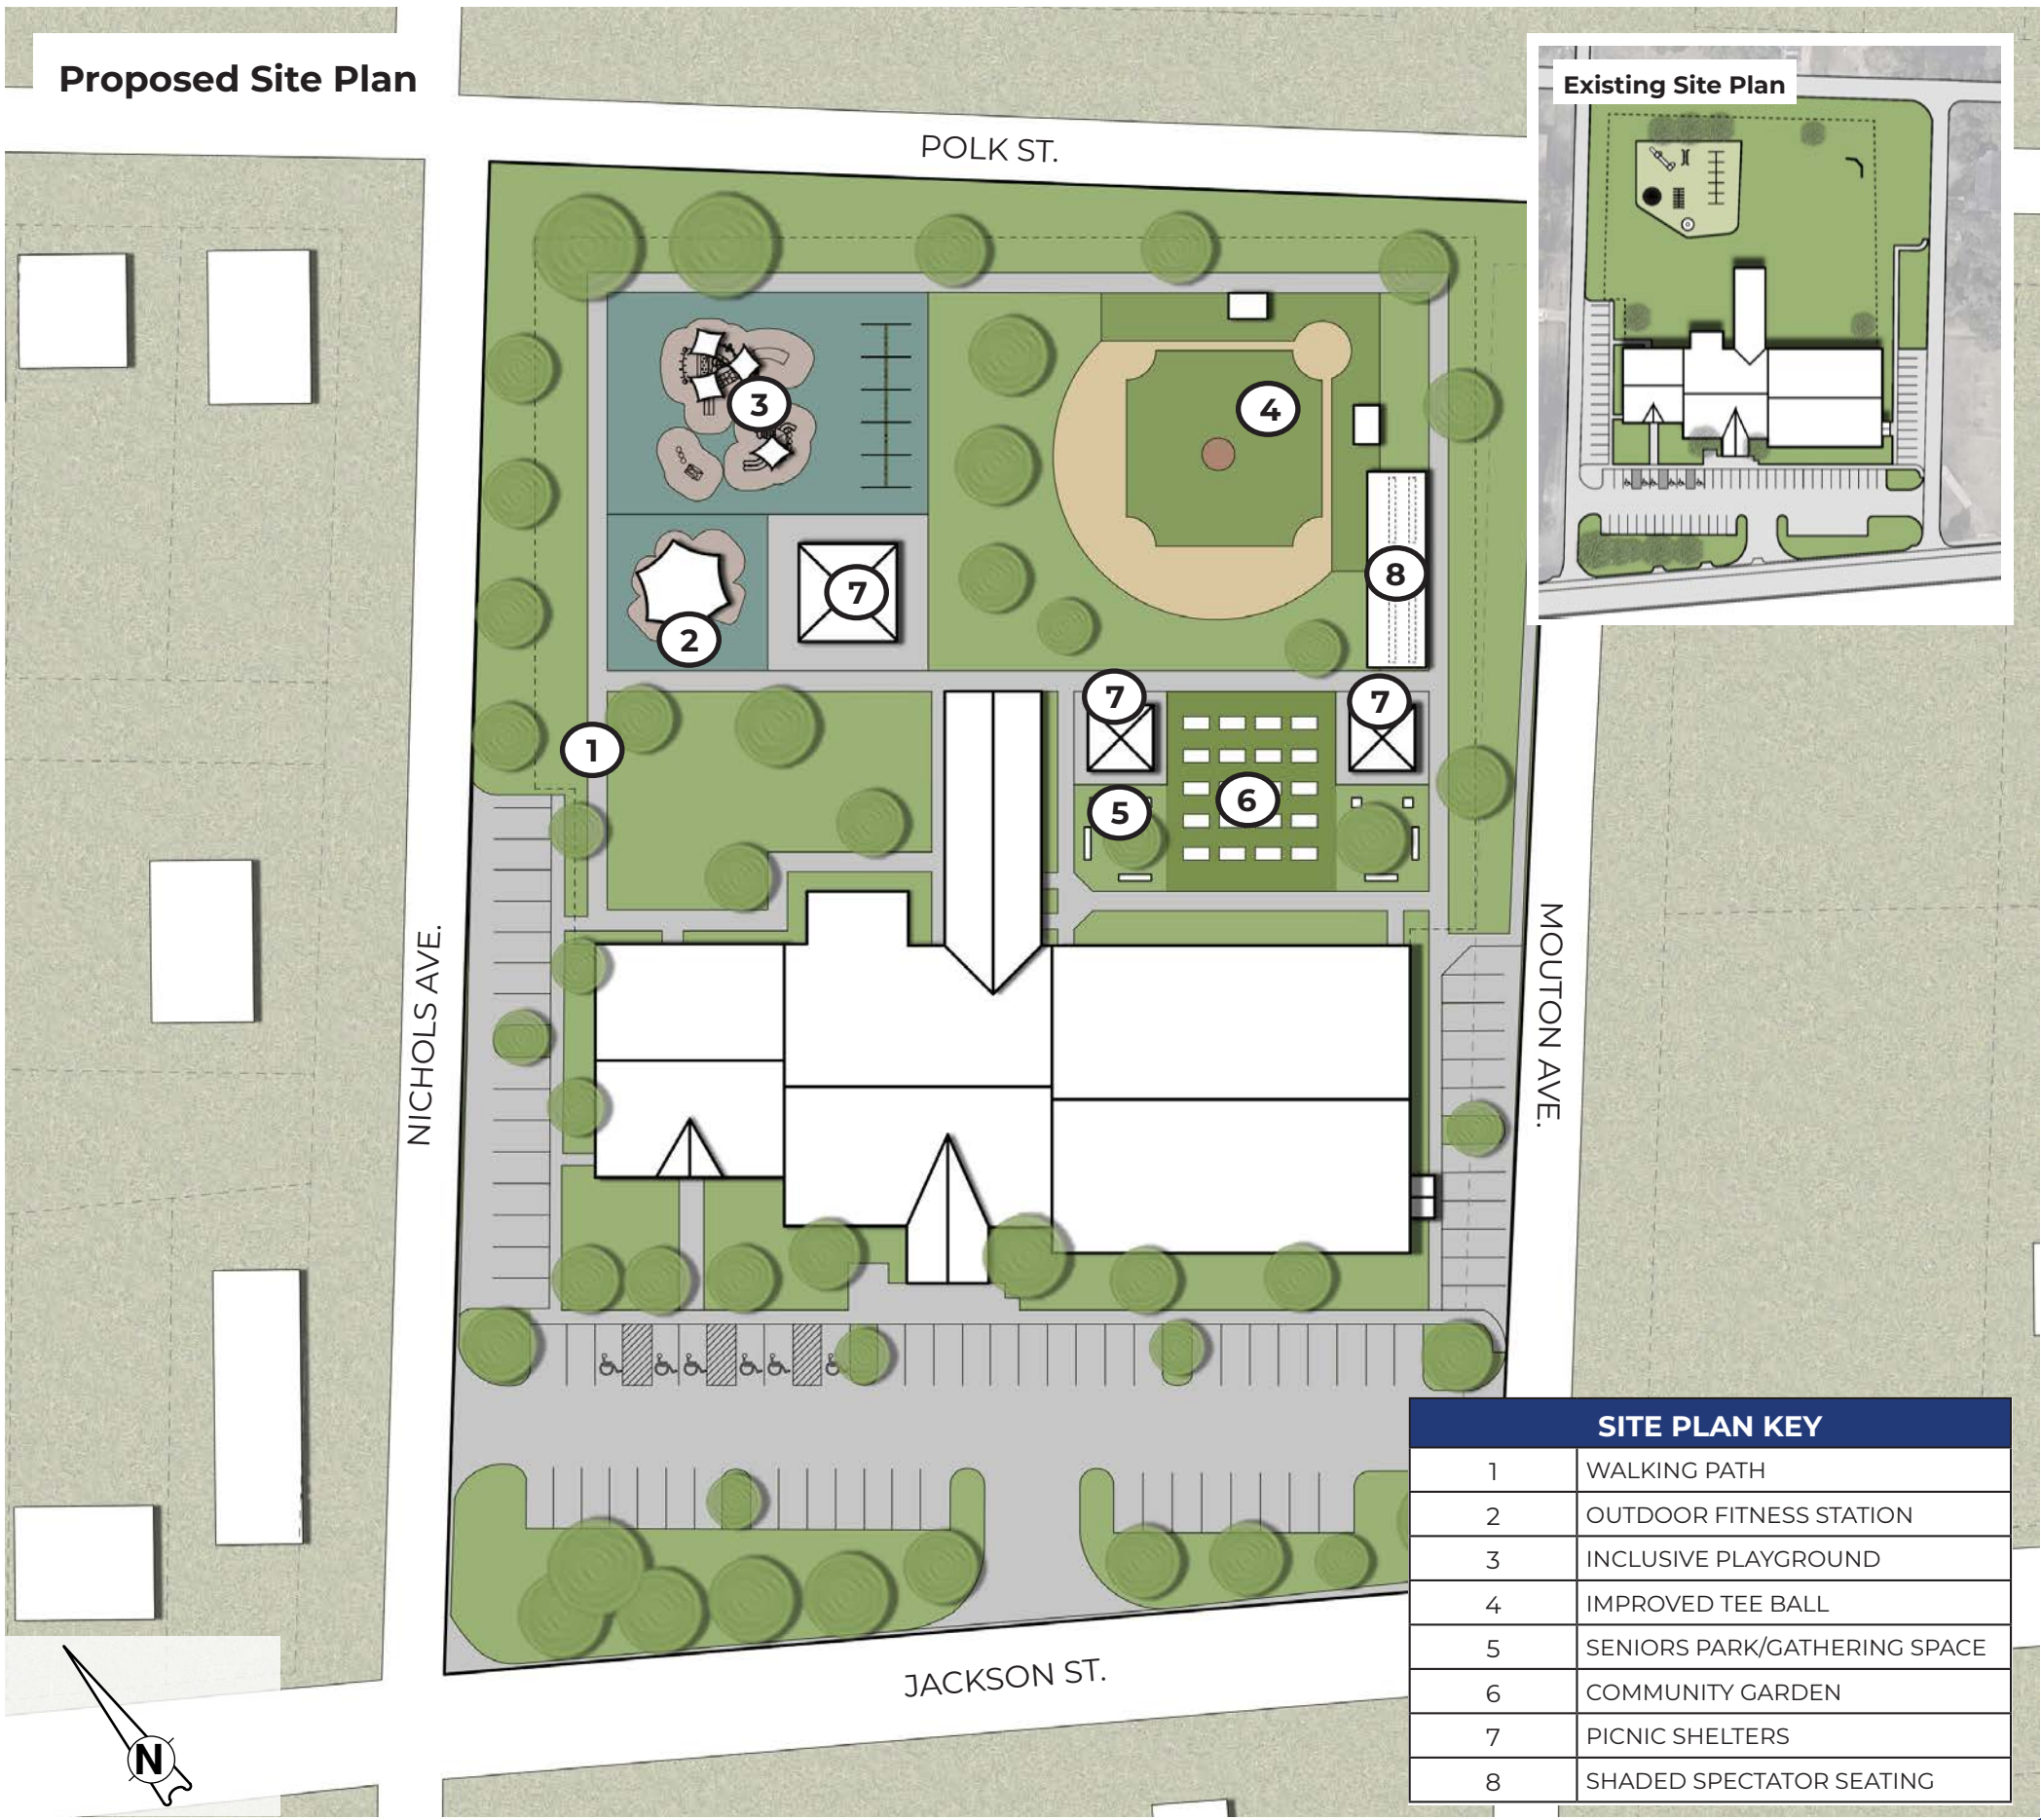 Proposed Site Plan
Existing Site Plan
POLK ST.
3
4
7
8
2
7
7
1
5
6
NICHOLS AVE.
MOUTON AVE.
JACKSON ST.
N
SITE PLAN KEY
1 WALKING PATH
2 OUTDOOR FITNESS STATION
3 INCLUSIVE PLAYGROUND
4 IMPROVED TEE BALL
5 SENIORS PARK/GATHERING SPACE
6 COMMUNITY GARDEN
7 PICNIC SHELTERS
8 SHADED SPECTATOR SEATING